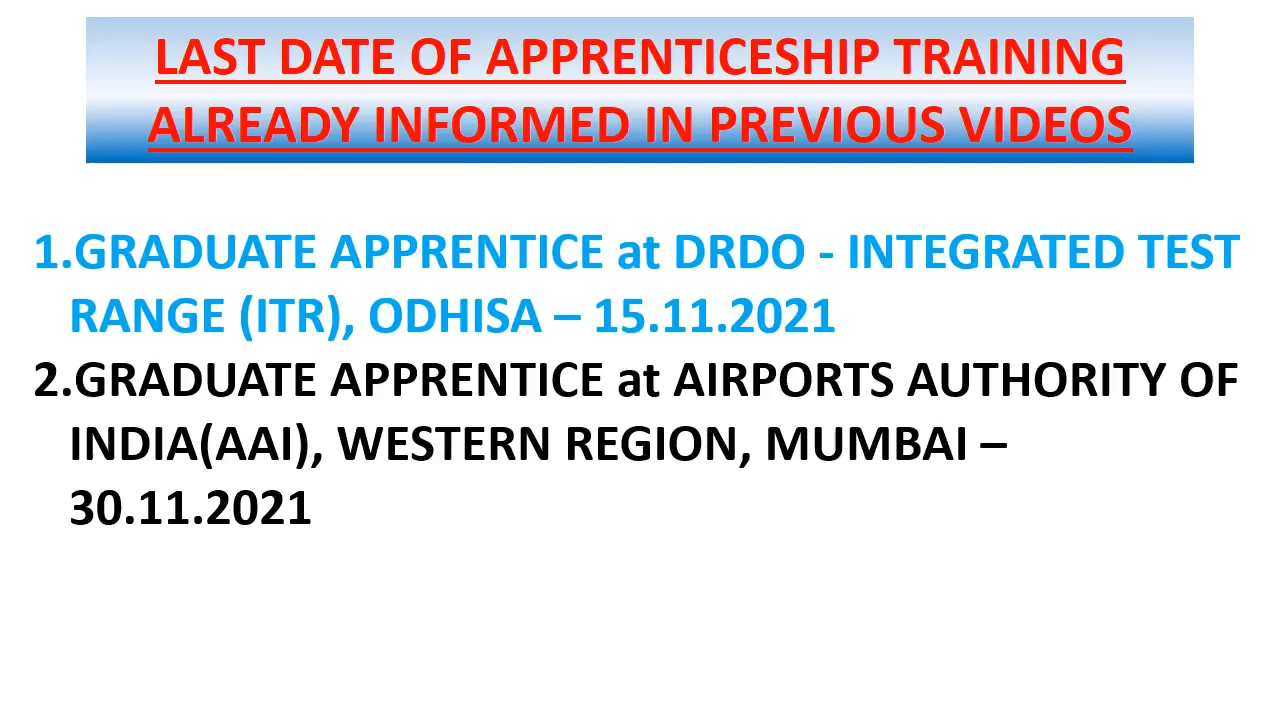 LAST DATE OF APPRENTICESHIP TRAINING
ALREADY INFORMED IN PREVIOUS VIDEOS
1.GRADUATE APPRENTICE at DRDO - INTEGRATED TEST
RANGE (ITR), ODHISA – 15.11.2021
2.GRADUATE APPRENTICE at AIRPORTS AUTHORITY OF
INDIA(AAI), WESTERN REGION, MUMBAI –
30.11.2021